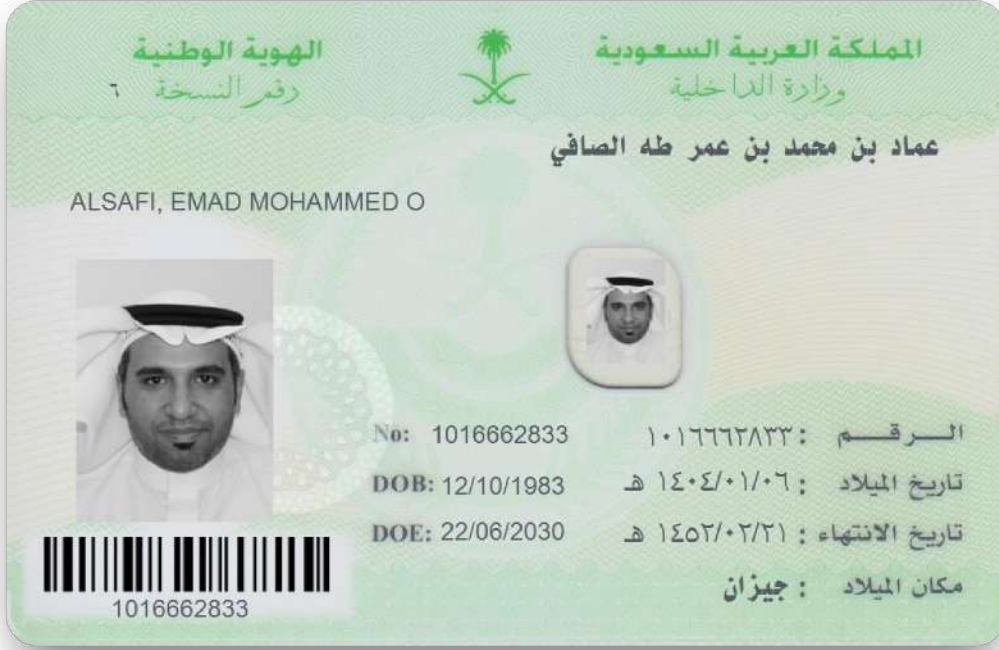 المملكة العربية السعودية
وزارة الداخلية
الهوية الوطنية
رقم النسخة ٦
عماد بن محمد بن عمر طه الصافي
ALSAFI, EMAD MOHAMMED O
الرقم : ١٠١٦٦٦٢٨٣٣
No: 1016662833
تاريخ الميلاد : ١٤٠٤/٠١/٠٦ هـ
DOB: 12/10/1983
تاريخ الانتهاء : ١٤٥٢/٠٢/٢١ هـ
DOE: 22/06/2030
مكان الميلاد : جيزان
1016662833